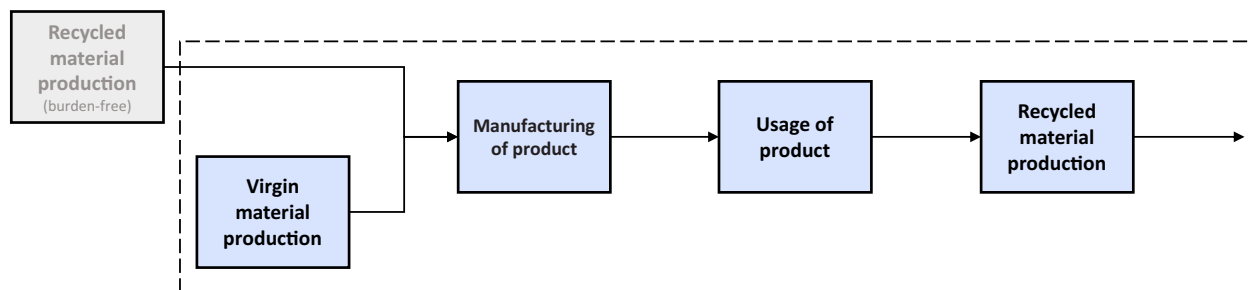 Recycled
material
production
(burden-free)
Virgin
material
production
Manufacturing
of product
Usage of
product
Recycled
material
production